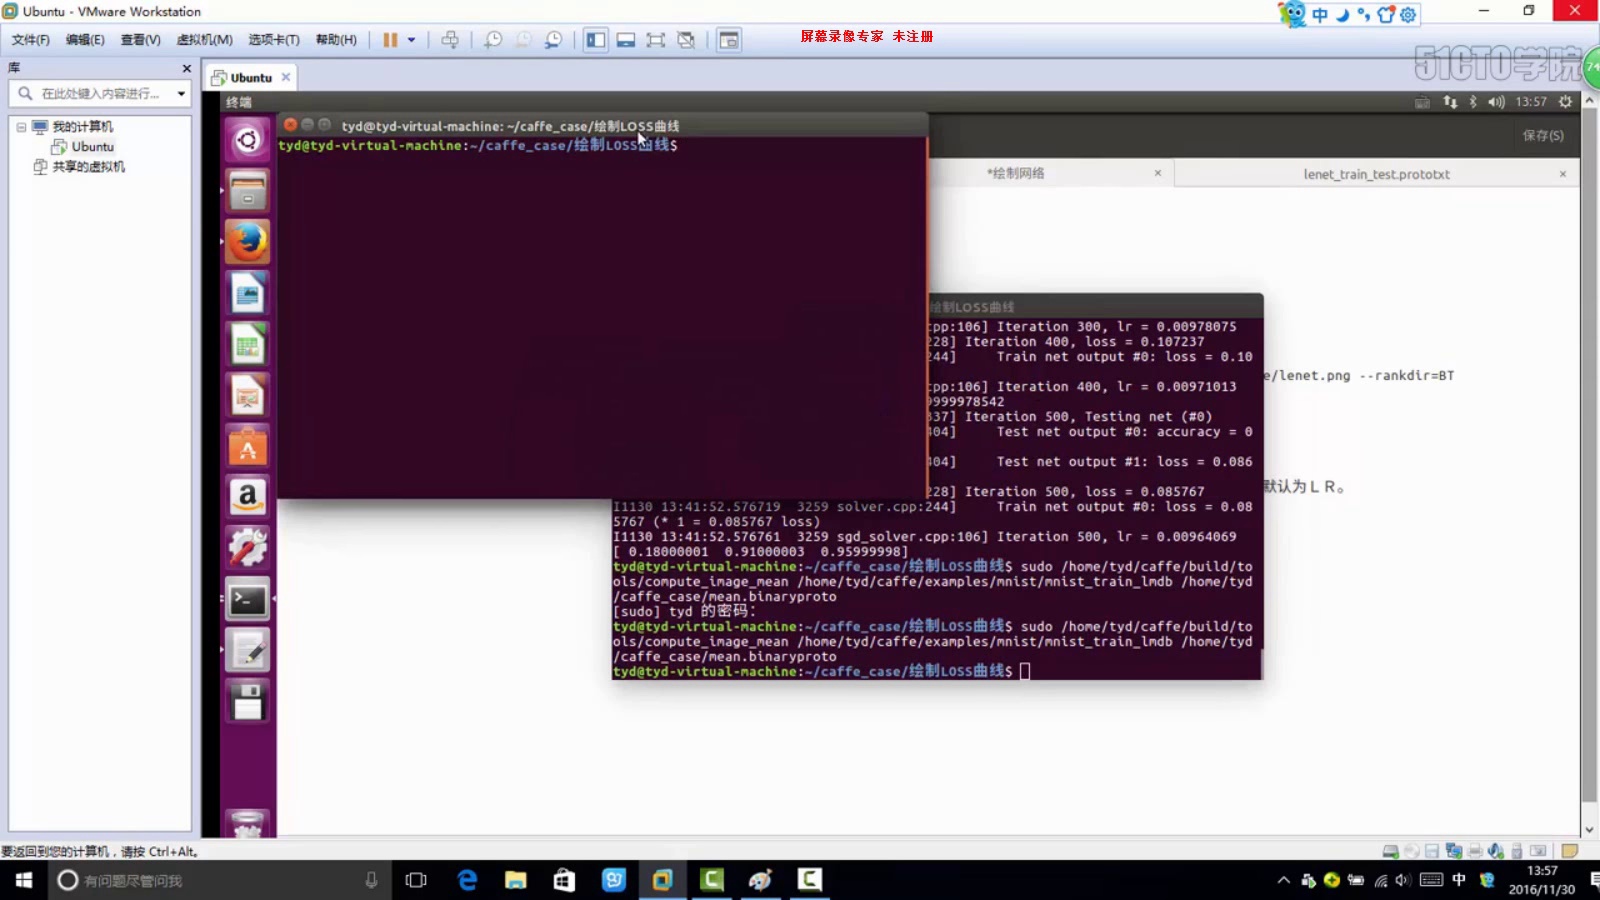 Ubuntu - VMware Workstation
中
文件(F) 编辑(E) 查看(V) 虚拟机(M) 选项卡(T) 帮助(H)
屏幕录像专家 未注册
51CTO学院
74
库
在此处键入内容进行...
我的计算机
Ubuntu
共享的虚拟机
Ubuntu
终端
13:57
tyd@tyd-virtual-machine: ~/caffe_case/绘制LOSS曲线
保存(S)
tyd@tyd-virtual-machine:~/caffe_case/绘制LOSS曲线$
*绘制网络
lenet_train_test.prototxt
绘制LOSS曲线
cpp:106] Iteration 300, lr = 0.00978075
228] Iteration 400, loss = 0.107237
244]     Train net output #0: loss = 0.10
e/lenet.png --rankdir=BT
cpp:106] Iteration 400, lr = 0.00971013
9999978542
337] Iteration 500, Testing net (#0)
404]     Test net output #0: accuracy = 0
404]     Test net output #1: loss = 0.086
默认为ＬＲ。
228] Iteration 500, loss = 0.085767
I1130 13:41:52.576719  3259 solver.cpp:244]     Train net output #0: loss = 0.08
5767 (* 1 = 0.085767 loss)
I1130 13:41:52.576761  3259 sgd_solver.cpp:106] Iteration 500, lr = 0.00964069
[ 0.18000001  0.91000003  0.95999998]
tyd@tyd-virtual-machine:~/caffe_case/绘制LOSS曲线$ sudo /home/tyd/caffe/build/to
ols/compute_image_mean /home/tyd/caffe/examples/mnist/mnist_train_lmdb /home/tyd
/caffe_case/mean.binaryproto
[sudo] tyd 的密码：
tyd@tyd-virtual-machine:~/caffe_case/绘制LOSS曲线$ sudo /home/tyd/caffe/build/to
ols/compute_image_mean /home/tyd/caffe/examples/mnist/mnist_train_lmdb /home/tyd
/caffe_case/mean.binaryproto
tyd@tyd-virtual-machine:~/caffe_case/绘制LOSS曲线$
要返回到您的计算机，请按 Ctrl+Alt。
有问题尽管问我
中
13:57
2016/11/30